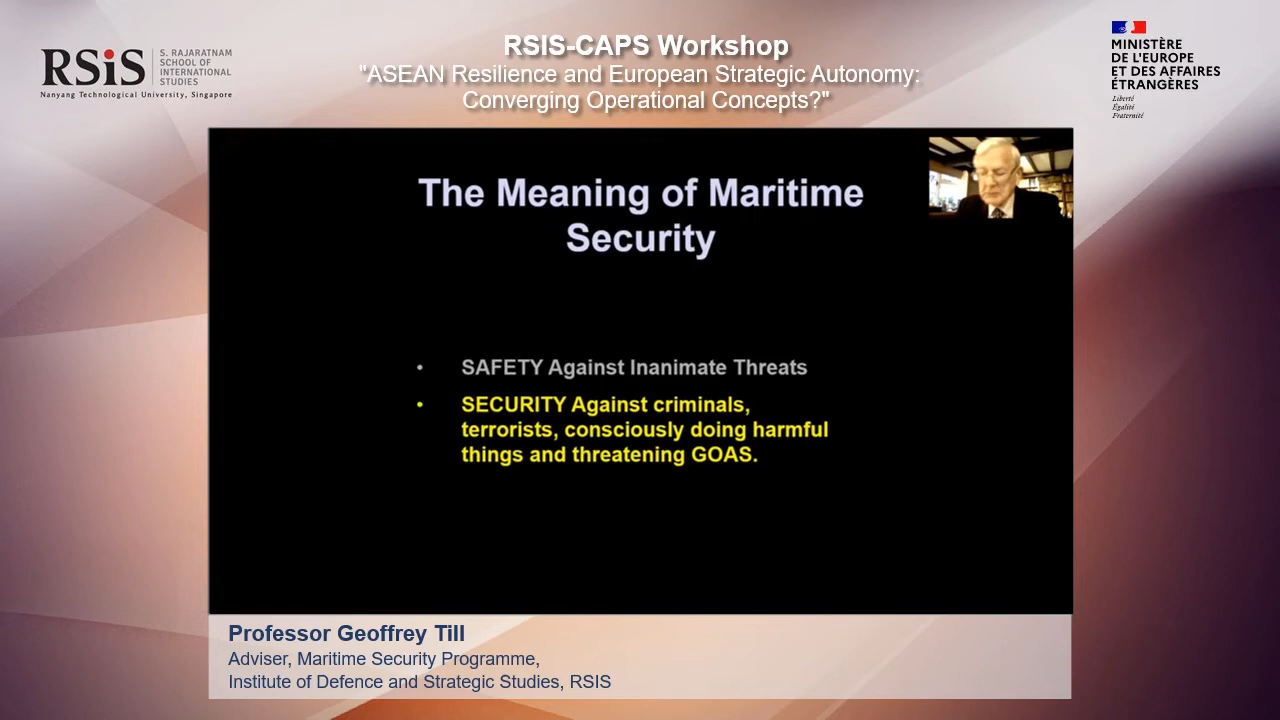 RSiS
S. RAJARATNAM
SCHOOL OF
INTERNATIONAL
STUDIES
Nanyang Technological University, Singapore
RSIS-CAPS Workshop
"ASEAN Resilience and European Strategic Autonomy:
Converging Operational Concepts?"
MINISTÈRE
DE L'EUROPE
ET DES AFFAIRES
ÉTRANGÈRES
Liberté
Égalité
Fraternité
The Meaning of Maritime
Security
• SAFETY Against Inanimate Threats
• SECURITY Against criminals,
terrorists, consciously doing harmful
things and threatening GOAS.
Professor Geoffrey Till
Adviser, Maritime Security Programme,
Institute of Defence and Strategic Studies, RSIS